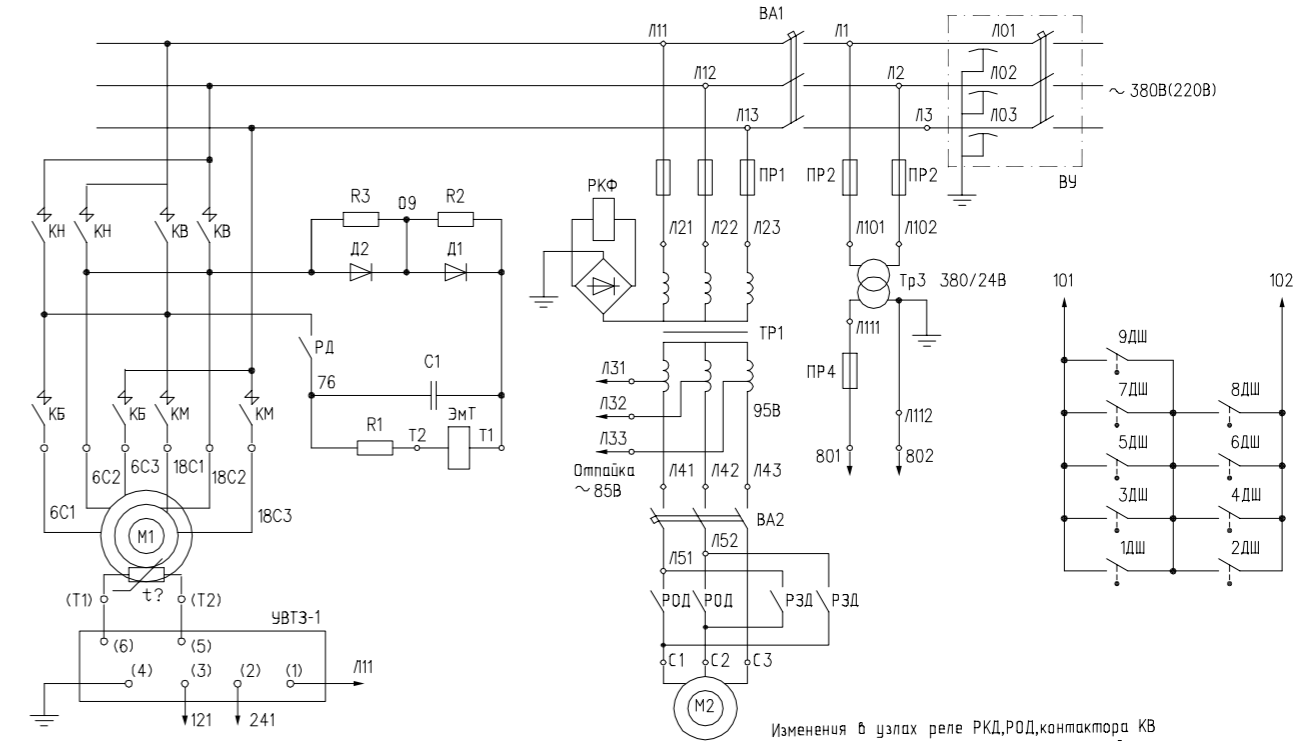 ВА1
Л11 Л1 Л01
Л12 Л2 Л02
~ 380В(220В)
Л13 Л3 Л03
ПР1 ПР2 ПР2 ВУ
РКФ
R3 О9 R2
КН КН КВ КВ
Л21 Л22 Л23 Л101 Л102
Д2 Д1
Тр3 380/24В
101 102
ТР1 Л111
РД
9ДШ
С1 Л31 ПР4
76
7ДШ 8ДШ
КБ КБ КМ КМ
Л32 95В Л112
R1 Т2 ЭмТ Т1
Л33 801 802
5ДШ 6ДШ
6С2 6С3 18С1 18С2
Отпайка
~ 85В
Л41 Л42 Л43
3ДШ 4ДШ
6С1 18С3
М1
ВА2
Л51 Л52
1ДШ 2ДШ
t?
(Т1) (Т2)
РОД РОД РЗД РЗД
УВТЗ-1
(6) (5)
(4) (3) (2) (1) Л11
С1 С2 С3
М2
121 241
Изменения в узлах реле РКД,РОД,контактора КВ